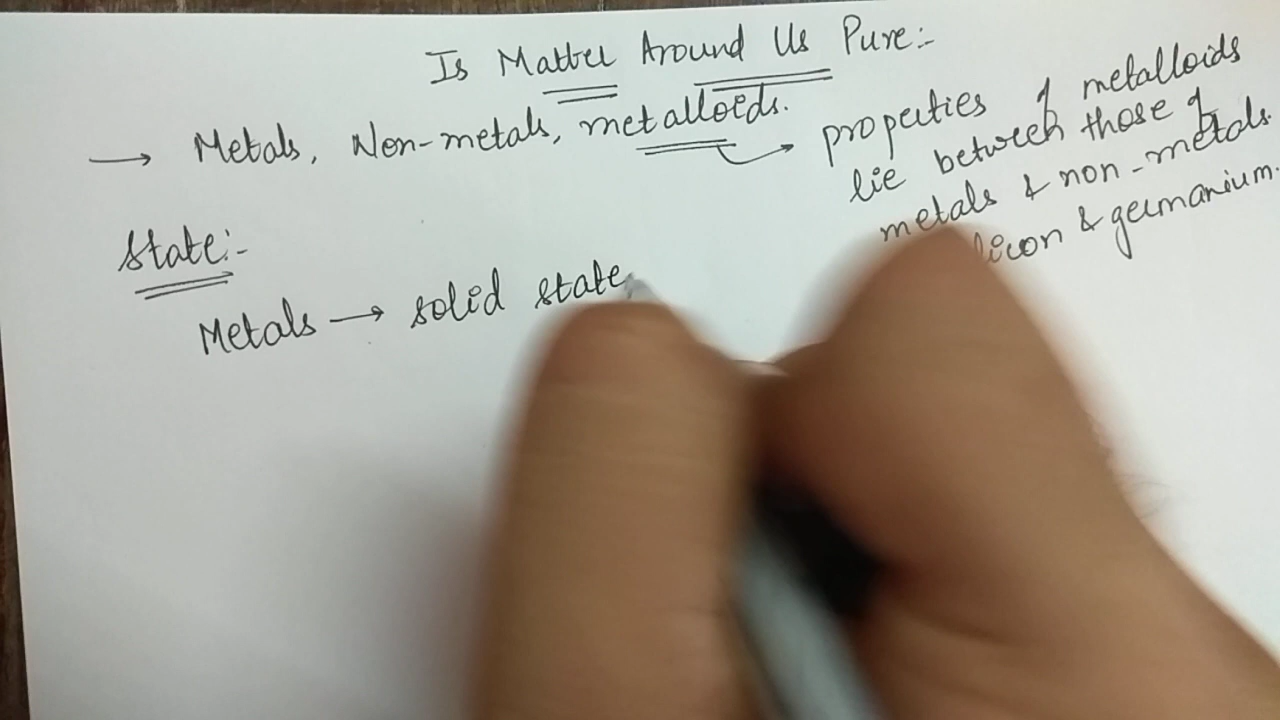 Is Matter Around Us Pure:-
→ Metals, Non-metals, metalloids.
→ properties of metalloids
lie between those of
metals & non-metals.
& germanium.
State:-
Metals → solid state,